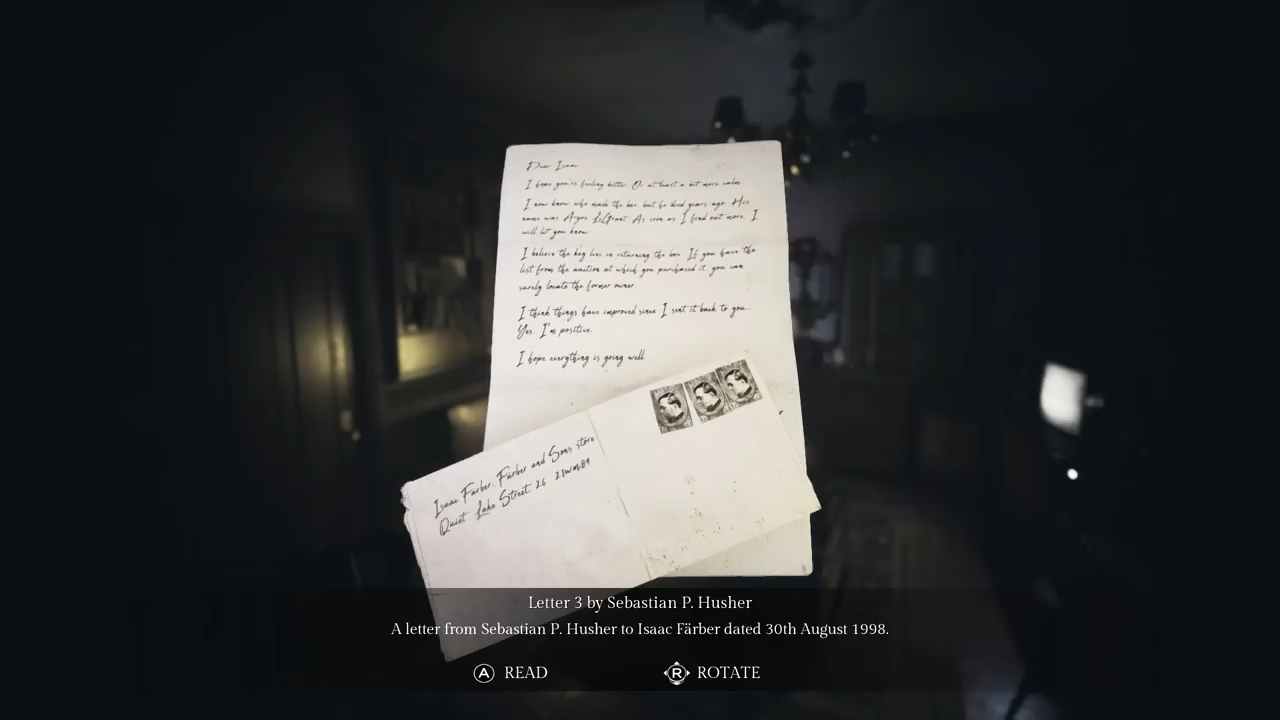 Dear Isaac
I hope you're feeling better. Or at least a bit more calm.
I now know who made the box, but he died years ago. His
name was Argos LeGrant. As soon as I find out more, I
will let you know.
I believe the key lies in returning the box. If you have the
list from the auction at which you purchased it, you can
surely locate the former owner.
I think things have improved since I sent it back to you...
Yes. I'm positive.
I hope everything is going well.
Isaac Farber. Farber and Sons store
Quiet Lake Street 26
Letter 3 by Sebastian P. Husher
A letter from Sebastian P. Husher to Isaac Färber dated 30th August 1998.
A READ
R ROTATE